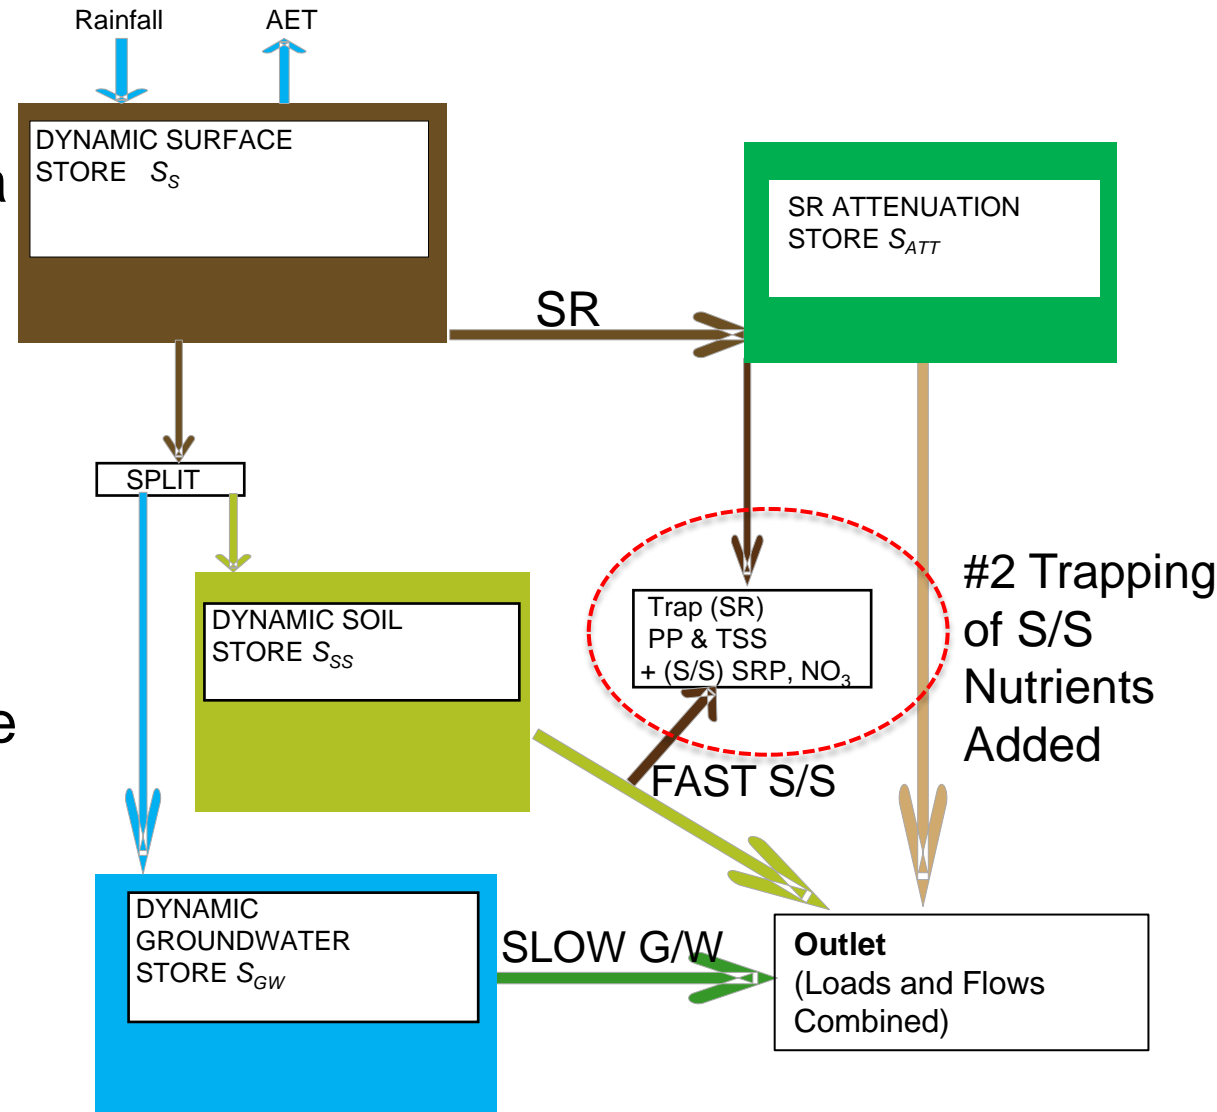 Rainfall
AET
DYNAMIC SURFACE
STORE S_S
SR ATTENUATION
STORE S_ATT
SR
SPLIT
#2 Trapping
of S/S
Nutrients
Added
Trap (SR)
PP & TSS
+ (S/S) SRP, NO₃
DYNAMIC SOIL
STORE S_SS
FAST S/S
DYNAMIC
GROUNDWATER
STORE S_GW
SLOW G/W
Outlet
(Loads and Flows
Combined)